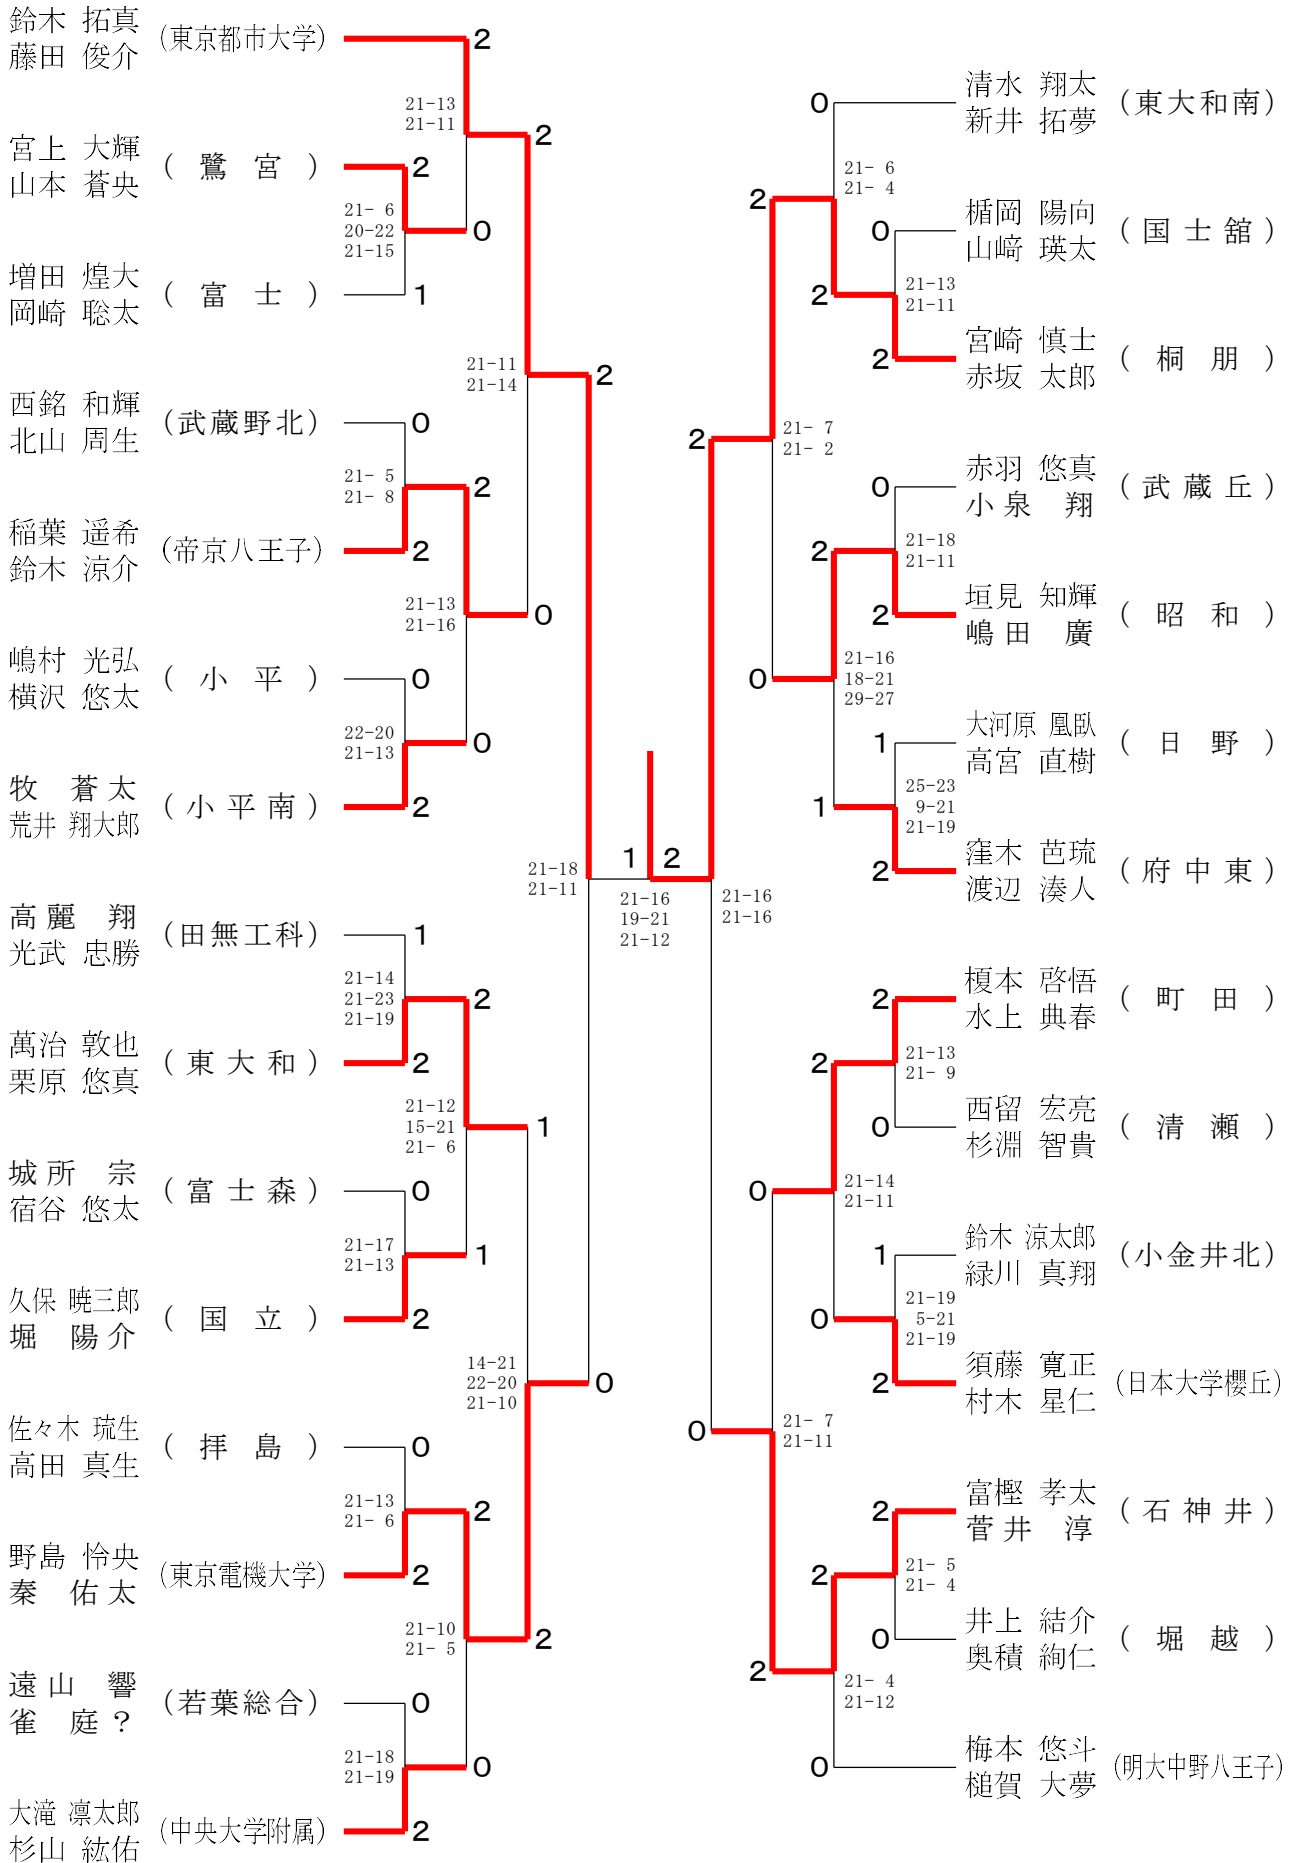 鈴木 拓真
藤田 俊介
(東京都市大学)
2
21-13
21-11
2
宮上 大輝
山本 蒼央
( 鷺 宮 )
2
21- 6
20-22
21-15
0
増田 煌大
岡崎 聡太
( 富 士 )
1
21-11
21-14
2
西銘 和輝
北山 周生
(武蔵野北)
0
21- 5
21- 8
2
稲葉 遥希
鈴木 涼介
(帝京八王子)
2
21-13
21-16
0
嶋村 光弘
横沢 悠太
( 小 平 )
0
22-20
21-13
0
牧 蒼太
荒井 翔大郎
(小平南)
2
21-18
21-11
高麗 翔
光武 忠勝
(田無工科)
1
21-14
21-23
21-19
2
萬治 敦也
栗原 悠真
(東大和)
2
21-12
15-21
21- 6
1
城所 宗
宿谷 悠太
(富士森)
0
21-17
21-13
1
久保 暁三郎
堀 陽介
( 国 立 )
2
14-21
22-20
21-10
0
佐々木 琉生
高田 真生
( 拝 島 )
0
21-13
21- 6
2
野島 怜央
秦 佑太
(東京電機大学)
2
21-10
21- 5
2
遠山 響
雀 庭?
(若葉総合)
0
21-18
21-19
0
大滝 凛太郎
杉山 紘佑
(中央大学附属)
2
1
2
21-16
19-21
21-12
0
清水 翔太
新井 拓夢
(東大和南)
21- 6
21- 4
2
0
楯岡 陽向
山﨑 瑛太
(国士舘)
2
21-13
21-11
2
宮崎 慎士
赤坂 太郎
( 桐 朋 )
2
21- 7
21- 2
0
赤羽 悠真
小泉 翔
(武蔵丘)
2
21-18
21-11
2
垣見 知輝
嶋田 廣
( 昭 和 )
0
21-16
18-21
29-27
1
大河原 凰臥
高宮 直樹
( 日 野 )
1
25-23
9-21
21-19
2
窪木 芭琉
渡辺 湊人
(府中東)
21-16
21-16
2
榎本 啓悟
水上 典春
( 町 田 )
2
21-13
21- 9
0
西留 宏亮
杉淵 智貴
( 清 瀬 )
0
21-14
21-11
1
鈴木 涼太郎
緑川 真翔
(小金井北)
0
21-19
5-21
21-19
2
須藤 寛正
村木 星仁
(日本大学櫻丘)
0
21- 7
21-11
2
富樫 孝太
菅井 淳
(石神井)
2
21- 5
21- 4
0
井上 結介
奥積 絢仁
( 堀 越 )
2
21- 4
21-12
0
梅本 悠斗
槌賀 大夢
(明大中野八王子)